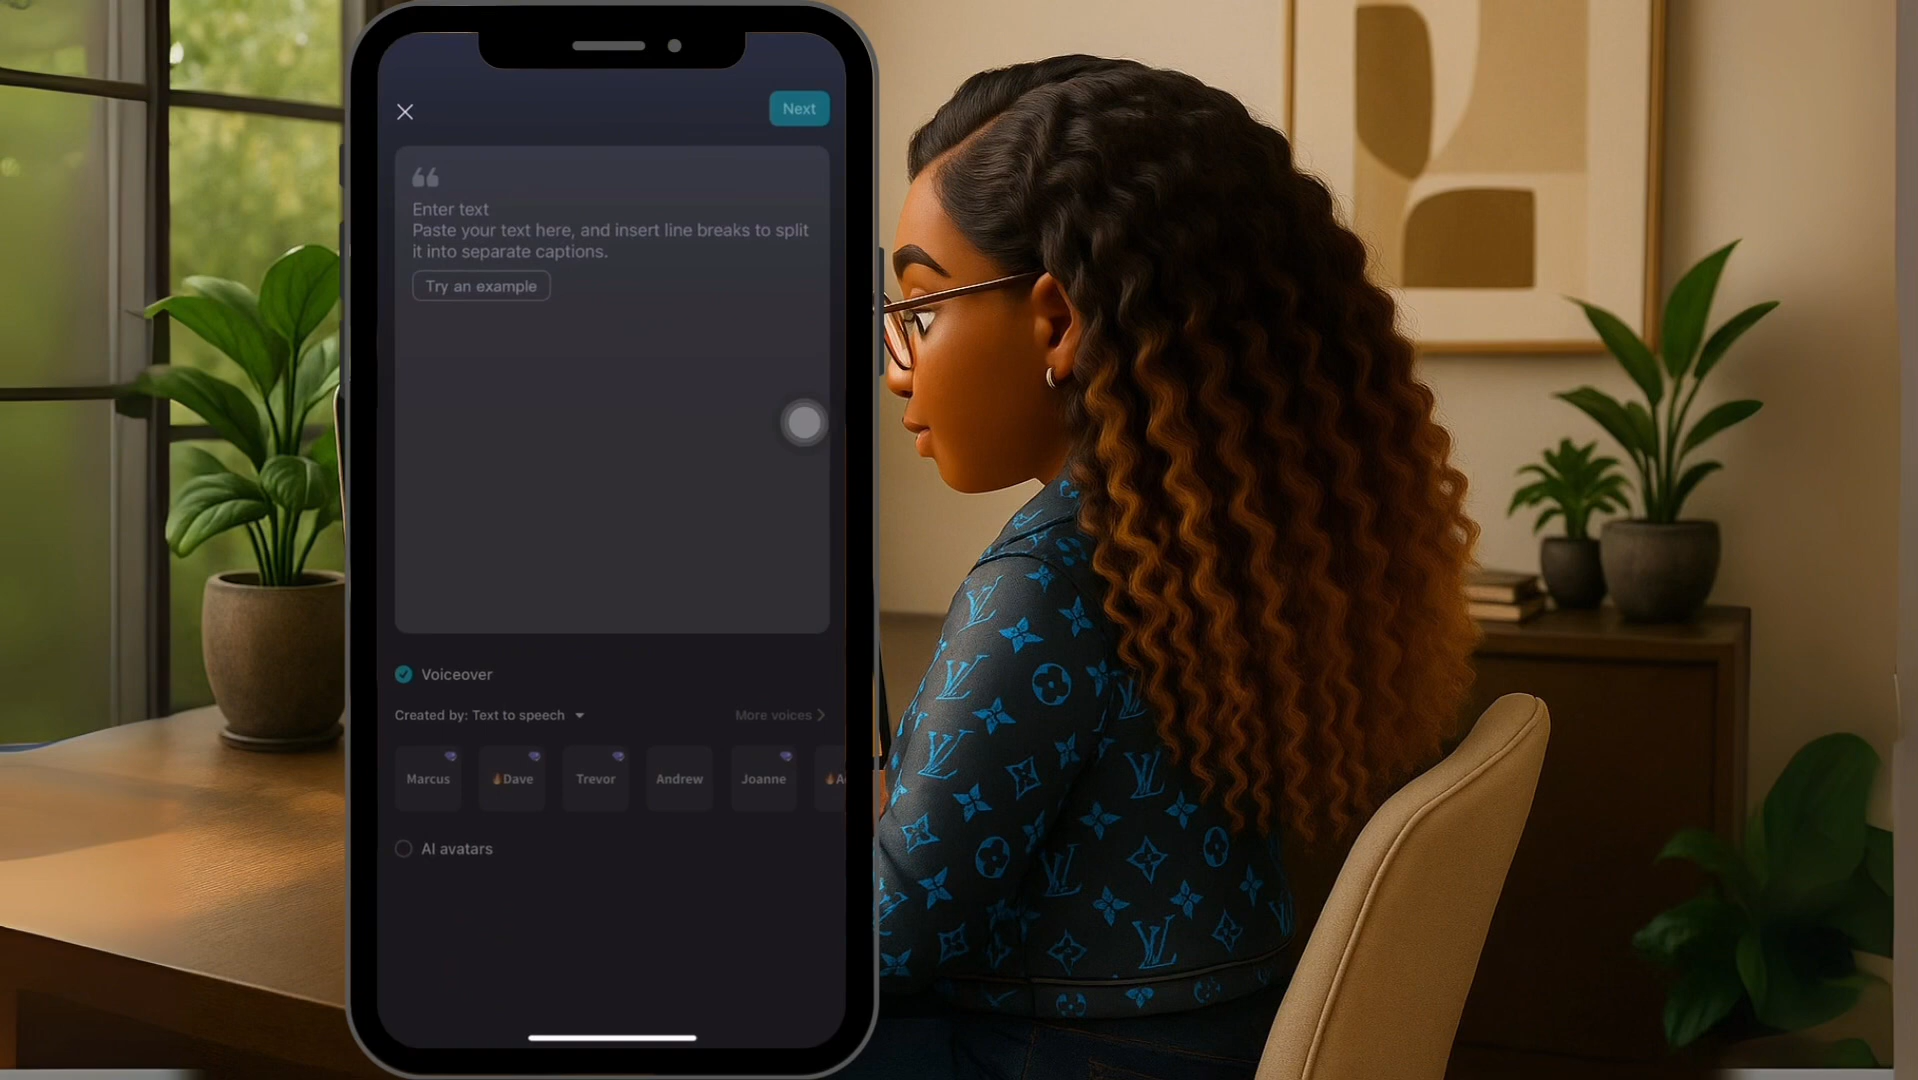 Next
Enter text
Paste your text here, and insert line breaks to split
it into separate captions.
Try an example
Voiceover
Created by: Text to speech
More voices
Marcus
Dave
Trevor
Andrew
Joanne
AI avatars